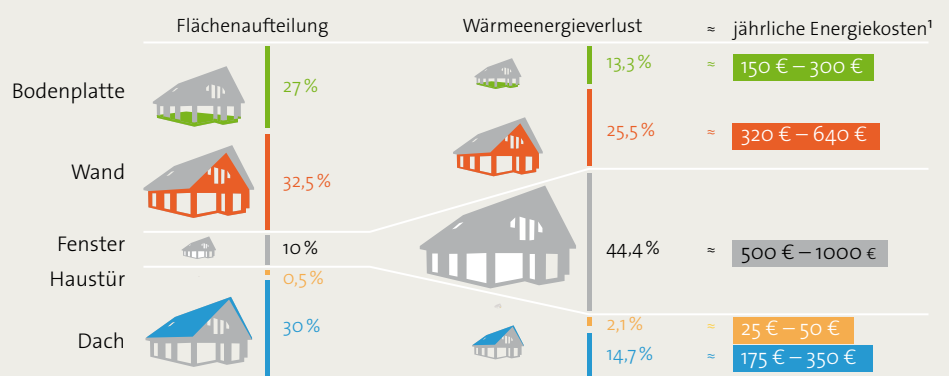 Flächenaufteilung Wärmeenergieverlust ≈ jährliche Energiekosten¹
Bodenplatte 27 % 13,3 % ≈ 150 € – 300 €
Wand 32,5 % 25,5 % ≈ 320 € – 640 €
Fenster 10 % 44,4 % ≈ 500 € – 1000 €
Haustür 0,5 % 2,1 % ≈ 25 € – 50 €
Dach 30 % 14,7 % ≈ 175 € – 350 €